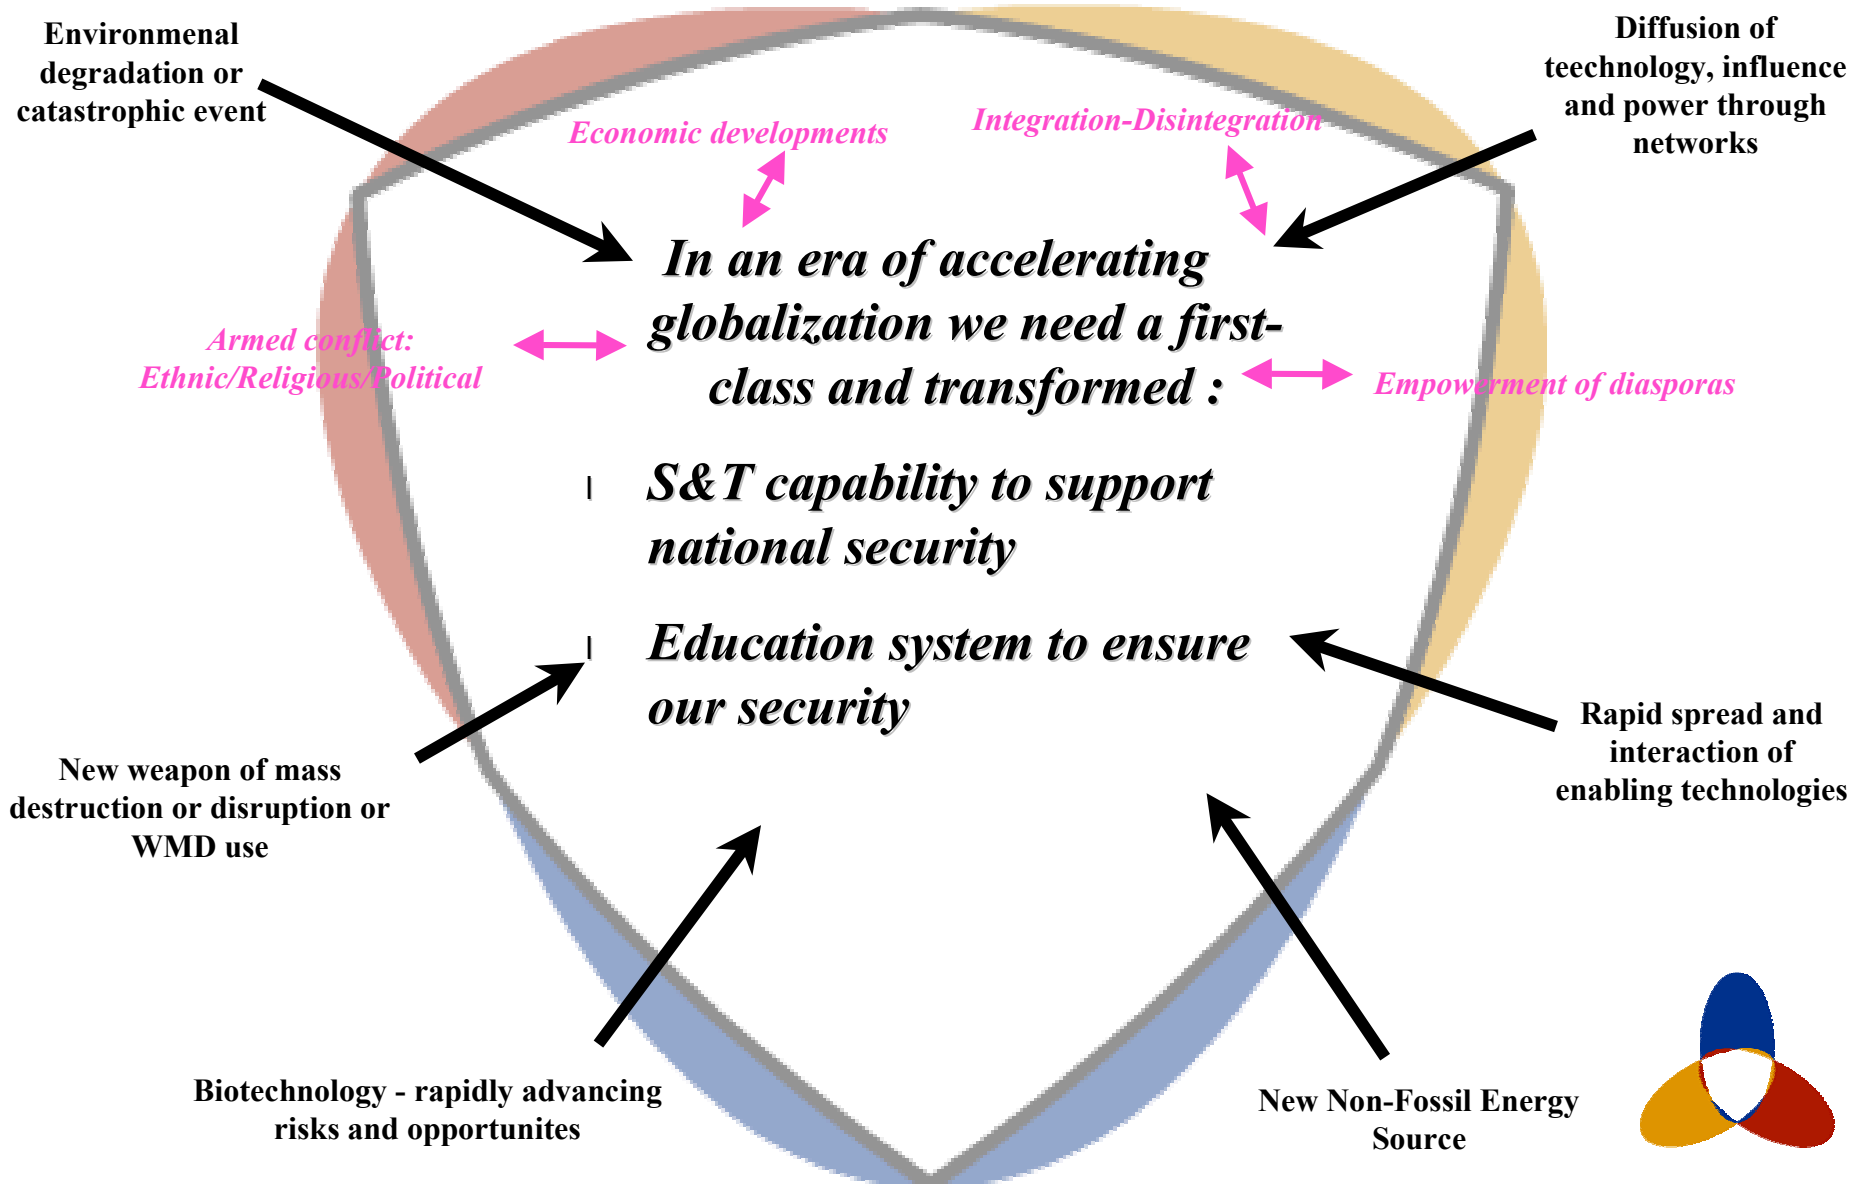 Environmenal
degradation or
catastrophic event
Diffusion of
teechnology, influence
and power through
networks
Economic developments
Integration-Disintegration
In an era of accelerating
globalization we need a first-
class and transformed :
Armed conflict:
Ethnic/Religious/Political
Empowerment of diasporas
l S&T capability to support
national security
l Education system to ensure
our security
New weapon of mass
destruction or disruption or
WMD use
Rapid spread and
interaction of
enabling technologies
Biotechnology - rapidly advancing
risks and opportunites
New Non-Fossil Energy
Source